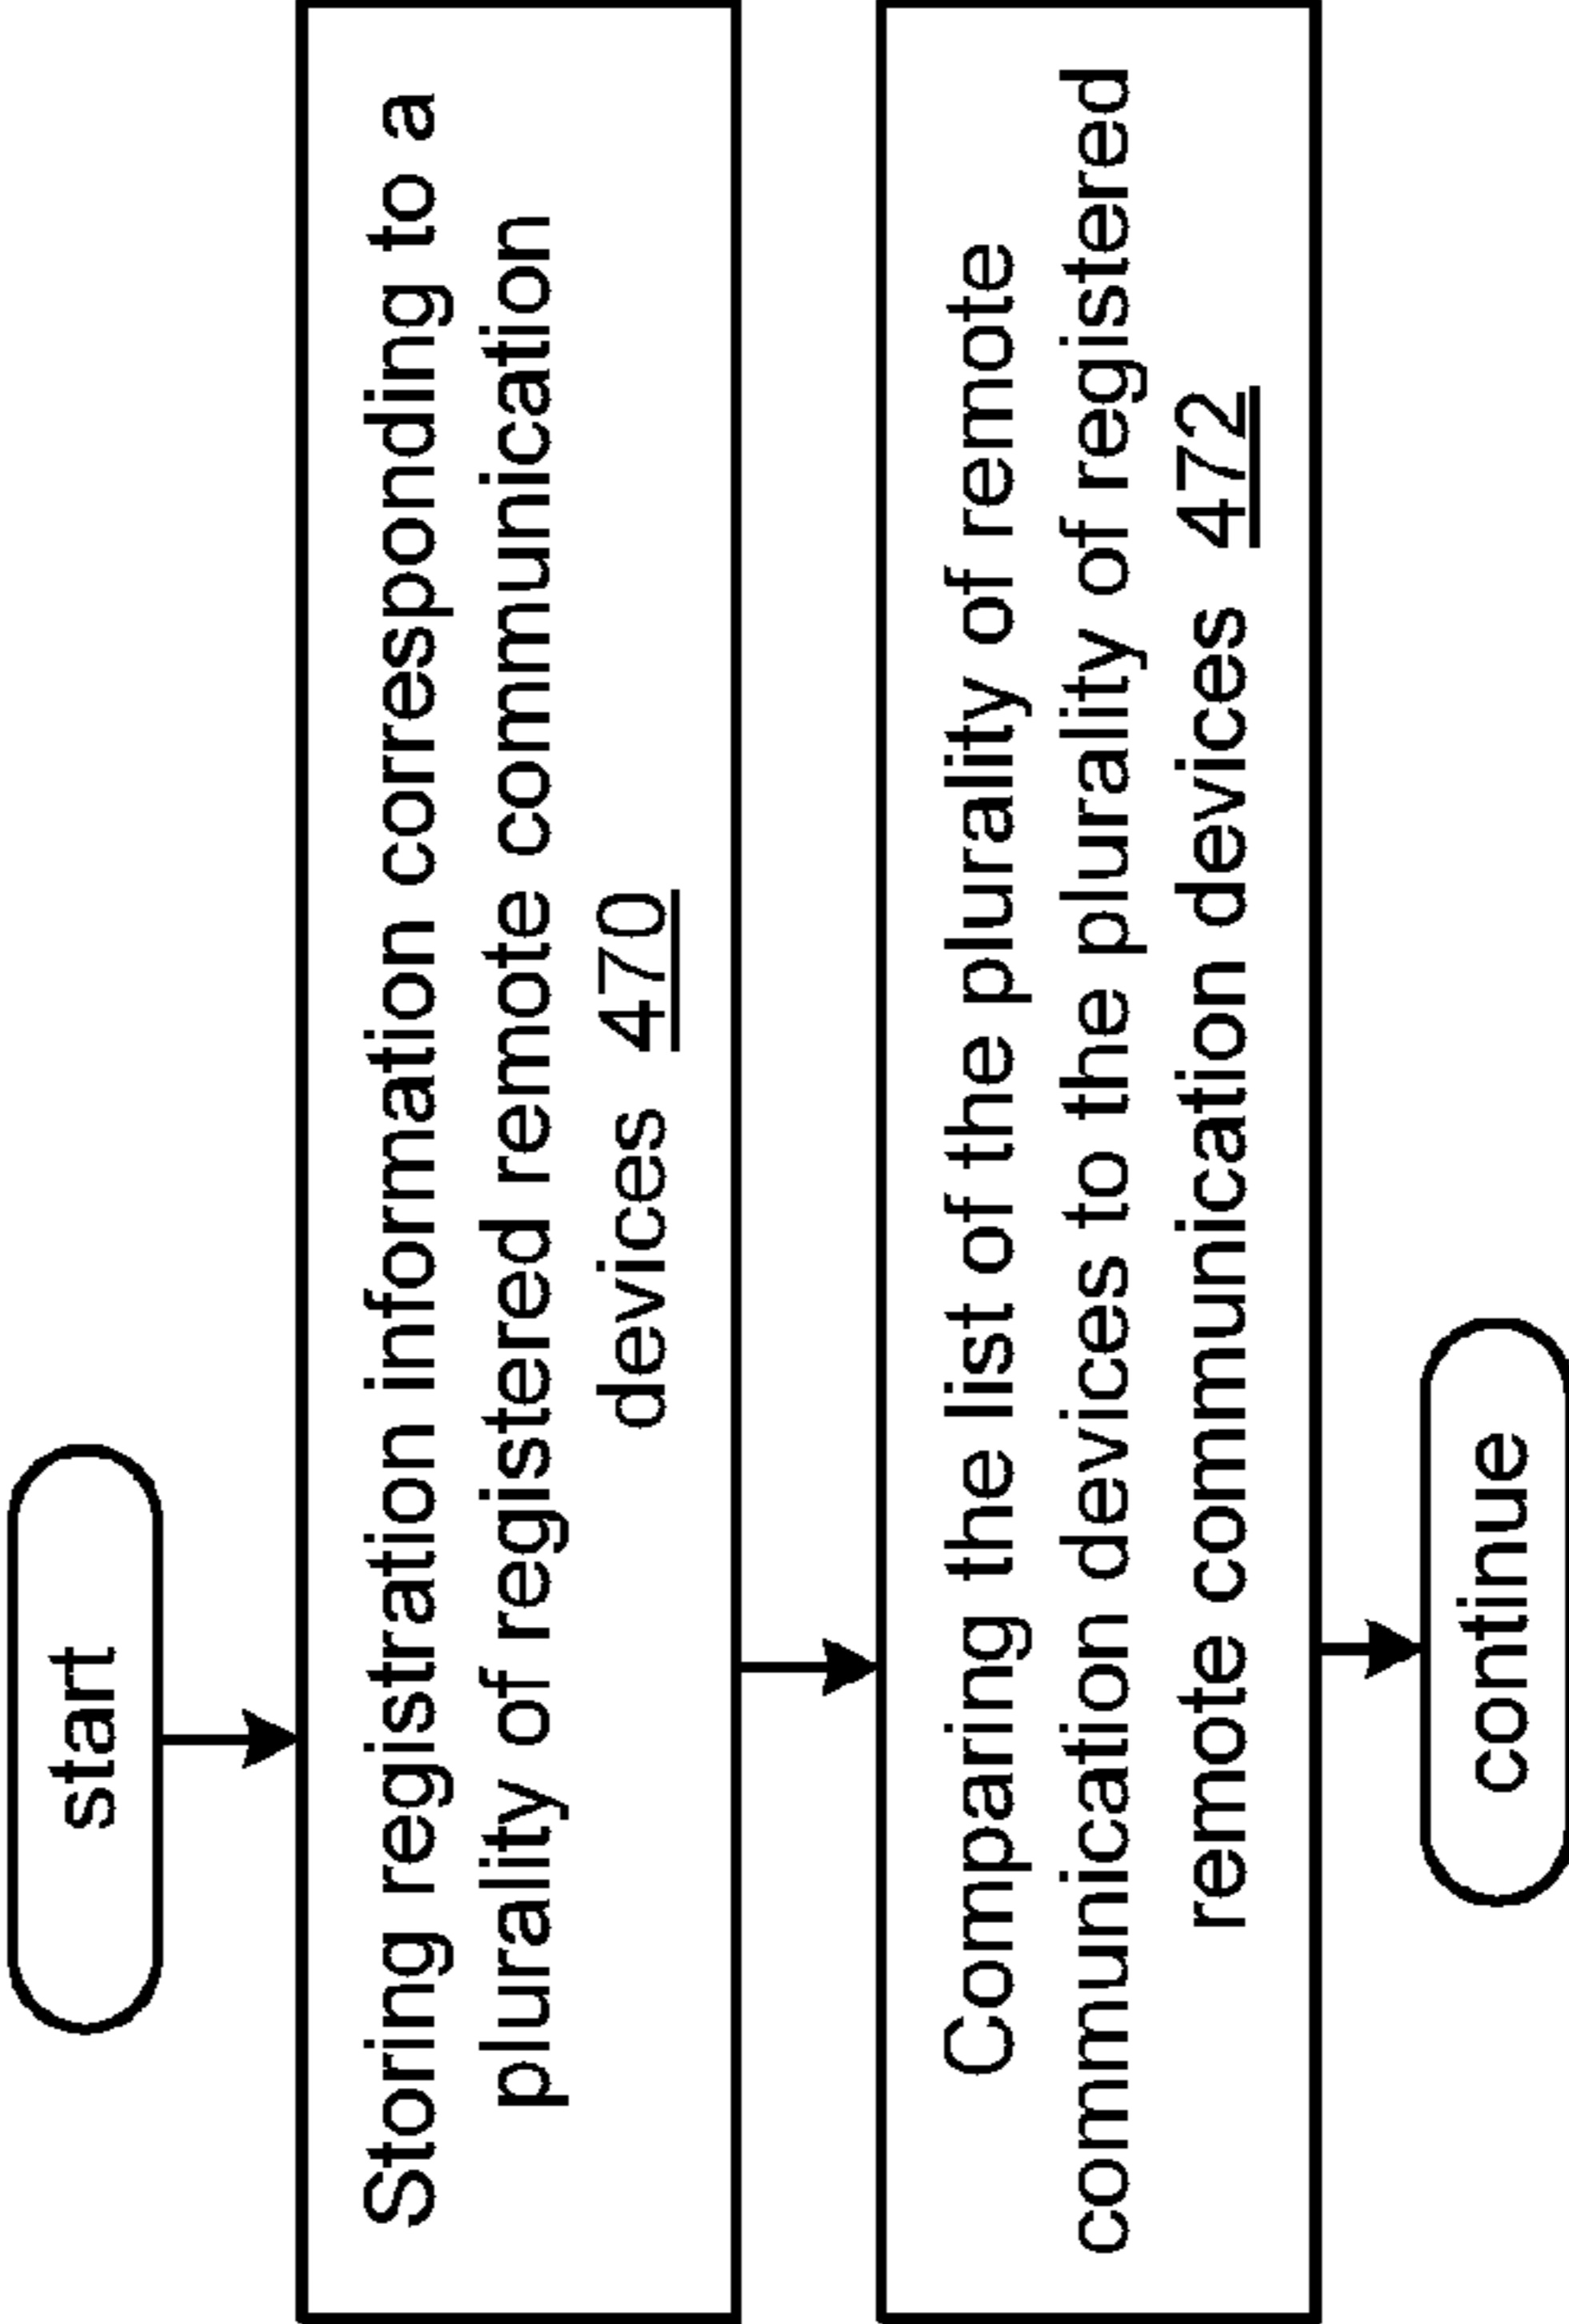 start
Storing registration information corresponding to a
plurality of registered remote communication
devices 470
Comparing the list of the plurality of remote
communication devices to the plurality of registered
remote communication devices 472
continue